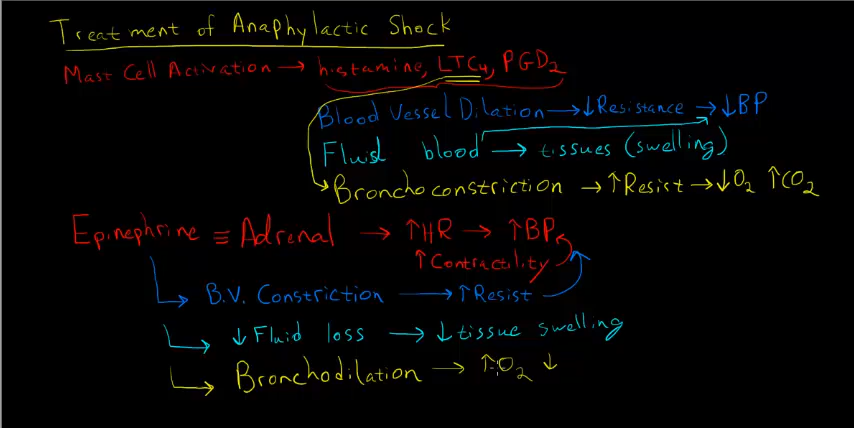 Treatment of Anaphylactic Shock
Mast Cell Activation → histamine, LTC4, PGD2
Blood Vessel Dilation → ↓Resistance → ↓BP
Fluid blood → tissues (swelling)
Bronchoconstriction → ↑Resist → ↓O2 ↑CO2
Epinephrine ≡ Adrenal → ↑HR → ↑BP
↑Contractility
B.V. Constriction → ↑Resist
↓Fluid loss → ↓tissue swelling
Bronchodilation → ↑O2 ↓